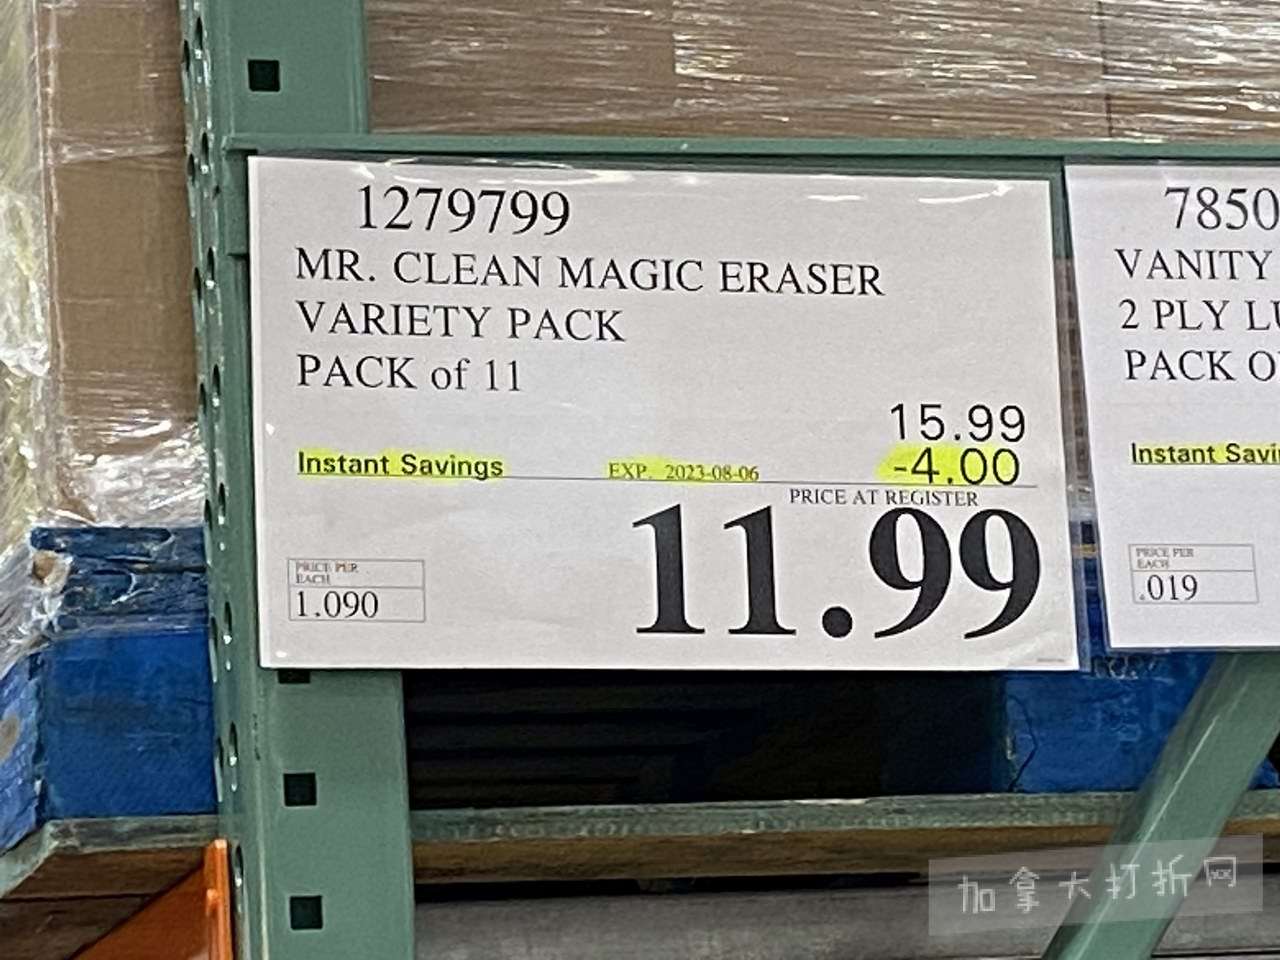 1279799
MR. CLEAN MAGIC ERASER
VARIETY PACK
PACK of 11
15.99
Instant Savings EXP. 2023-08-06 -4.00
PRICE AT REGISTER
11.99
PRICE PER
EACH
1.090
7850
VANITY
2 PLY LU
PACK O
Instant Savi
PRICE PER
EACH
.019
加拿大打折网